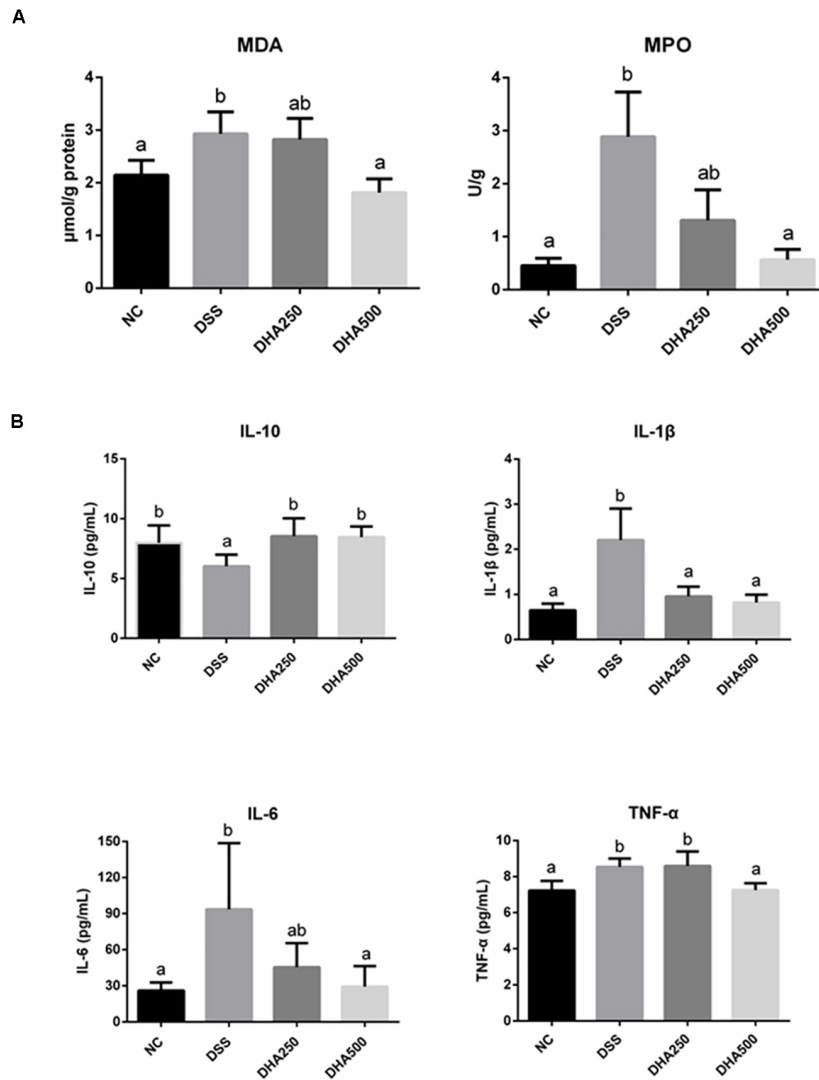 A
MDA
μmol/g protein
4
3
2
1
0
a
b
ab
a
NC
DSS
DHA250
DHA500
MPO
U/g
4
3
2
1
0
a
b
ab
a
NC
DSS
DHA250
DHA500
B
IL-10
IL-10 (pg/mL)
15
10
5
0
b
a
b
b
NC
DSS
DHA250
DHA500
IL-1β
IL-1β (pg/mL)
4
3
2
1
0
a
b
a
a
NC
DSS
DHA250
DHA500
IL-6
IL-6 (pg/mL)
150
120
90
60
30
0
a
b
ab
a
NC
DSS
DHA250
DHA500
TNF-α
TNF-α (pg/mL)
10
8
6
4
2
0
a
b
b
a
NC
DSS
DHA250
DHA500